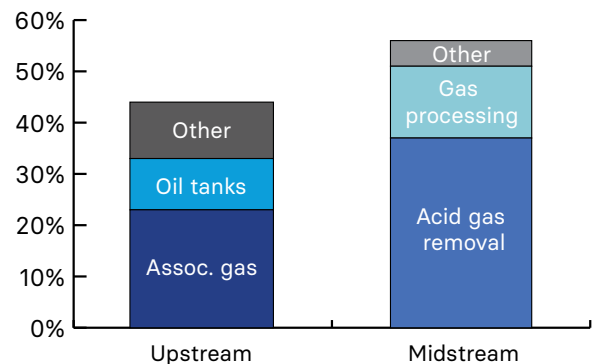 60%
50%
40%
30%
20%
10%
0%
Other
Oil tanks
Assoc. gas
Other
Gas
processing
Acid gas
removal
Upstream
Midstream